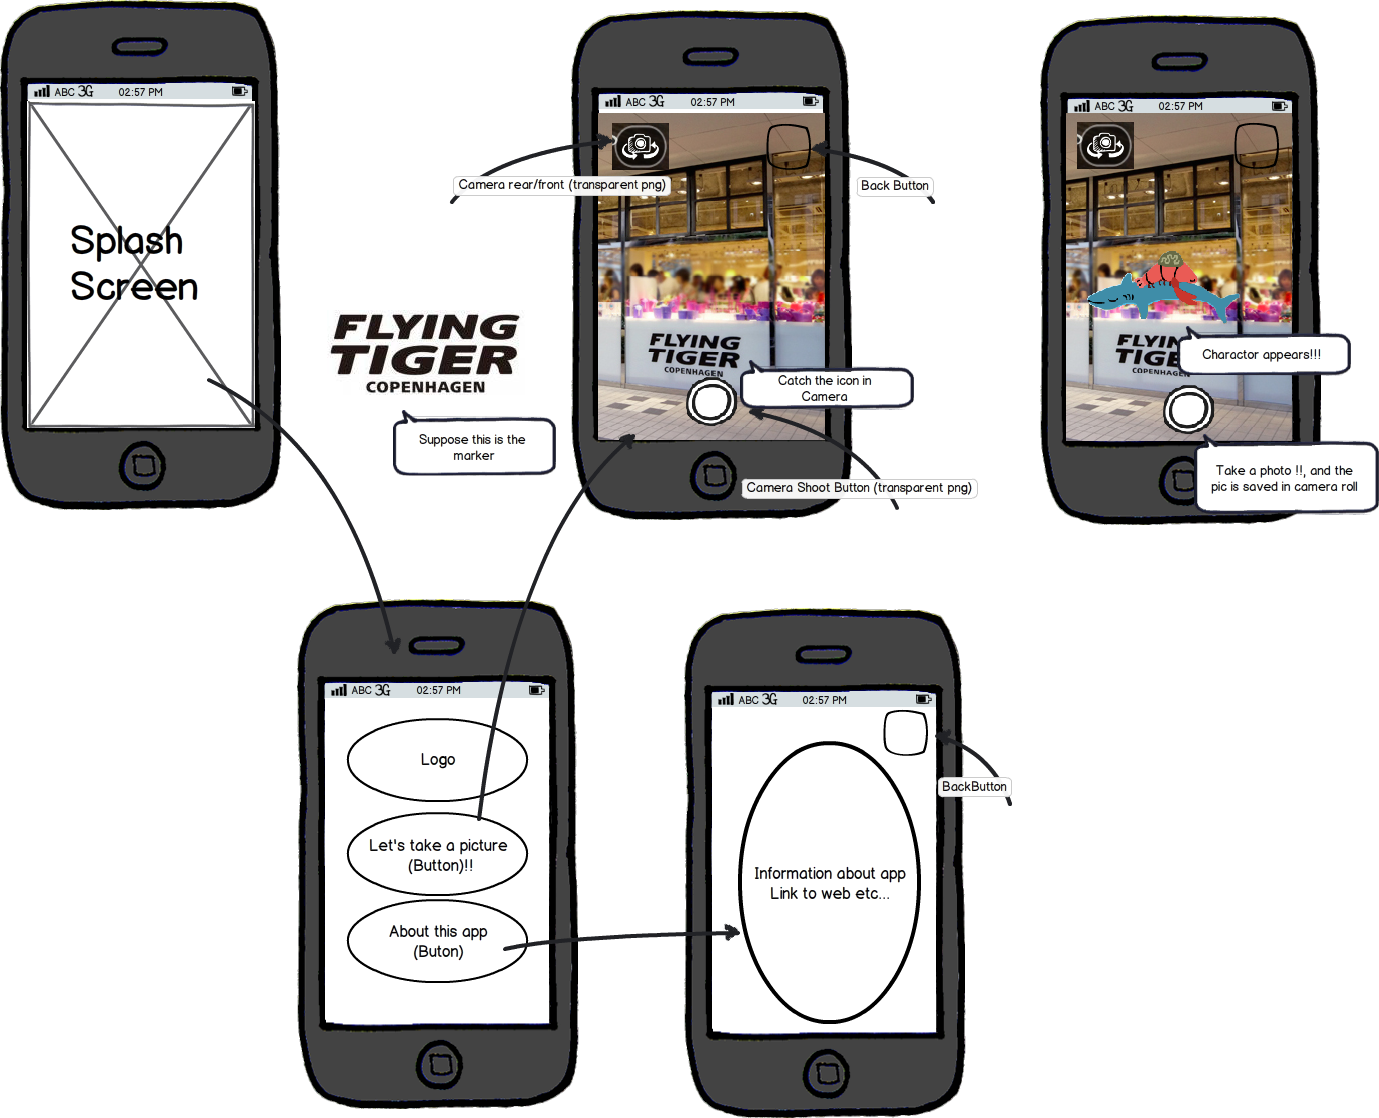 ABC 3G 02:57 PM
Splash
Screen
FLYING
TIGER
COPENHAGEN
Suppose this is the
marker
ABC 3G 02:57 PM
Camera rear/front (transparent png)
Back Button
FLYING
TIGER
COPENHAGEN
Catch the icon in
Camera
Camera Shoot Button (transparent png)
ABC 3G 02:57 PM
FLYIN
TIGE
COPENHAGEN
Charactor appears!!!
Take a photo !!, and the
pic is saved in camera roll
ABC 3G 02:57 PM
Logo
Let's take a picture
(Button)!!
About this app
(Buton)
ABC 3G 02:57 PM
BackButton
Information about app
Link to web etc...